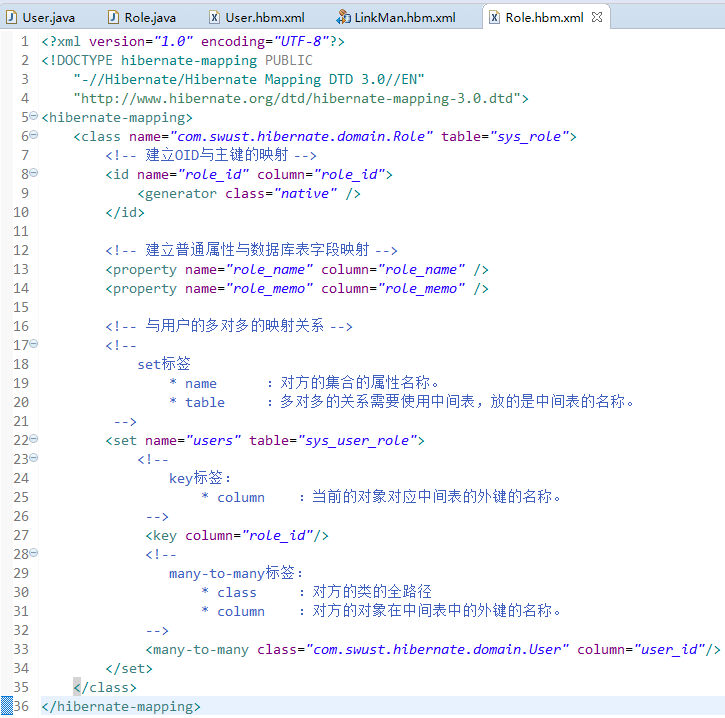 User.java Role.java User.hbm.xml LinkMan.hbm.xml Role.hbm.xml
1 <?xml version="1.0" encoding="UTF-8"?>
2 <!DOCTYPE hibernate-mapping PUBLIC
3 "-//Hibernate/Hibernate Mapping DTD 3.0//EN"
4 "http://www.hibernate.org/dtd/hibernate-mapping-3.0.dtd">
5 <hibernate-mapping>
6 <class name="com.swust.hibernate.domain.Role" table="sys_role">
7 <!-- 建立OID与主键的映射 -->
8 <id name="role_id" column="role_id">
9 <generator class="native" />
10 </id>
11
12 <!-- 建立普通属性与数据库表字段映射 -->
13 <property name="role_name" column="role_name" />
14 <property name="role_memo" column="role_memo" />
15
16 <!-- 与用户的多对多的映射关系 -->
17 <!--
18 set标签
19 * name : 对方的集合的属性名称。
20 * table : 多对多的关系需要使用中间表，放的是中间表的名称。
21 -->
22 <set name="users" table="sys_user_role">
23 <!--
24 key标签：
25 * column : 当前的对象对应中间表的外键的名称。
26 -->
27 <key column="role_id"/>
28 <!--
29 many-to-many标签：
30 * class : 对方的类的全路径
31 * column : 对方的对象在中间表中的外键的名称。
32 -->
33 <many-to-many class="com.swust.hibernate.domain.User" column="user_id"/>
34 </set>
35 </class>
36 </hibernate-mapping>